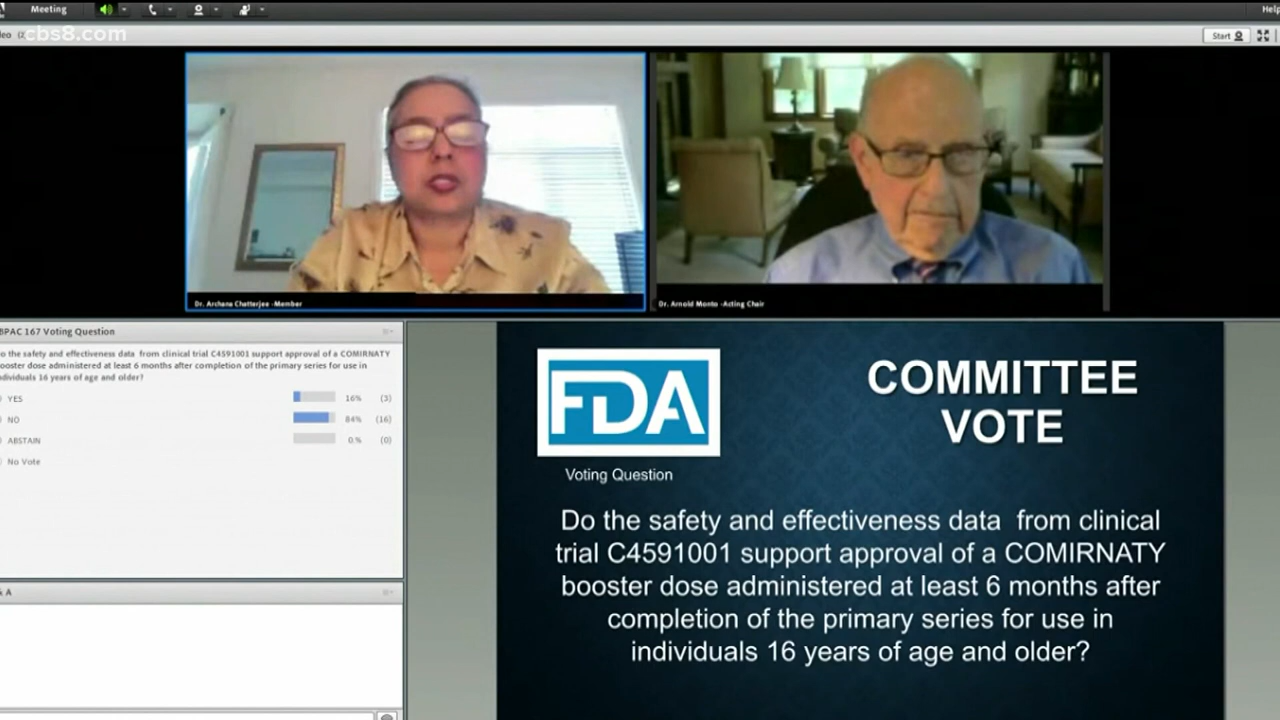 Meeting
Help
cbs8.com
Start
Dr. Archana Chatterjee -Member
Dr. Arnold Monto -Acting Chair
BPAC 167 Voting Question
o the safety and effectiveness data from clinical trial C4591001 support approval of a COMIRNATY
ooster dose administered at least 6 months after completion of the primary series for use in
ndividuals 16 years of age and older?
YES 16% (3)
NO 84% (16)
ABSTAIN 0% (0)
No Vote
A
FDA
COMMITTEE
VOTE
Voting Question
Do the safety and effectiveness data from clinical
trial C4591001 support approval of a COMIRNATY
booster dose administered at least 6 months after
completion of the primary series for use in
individuals 16 years of age and older?